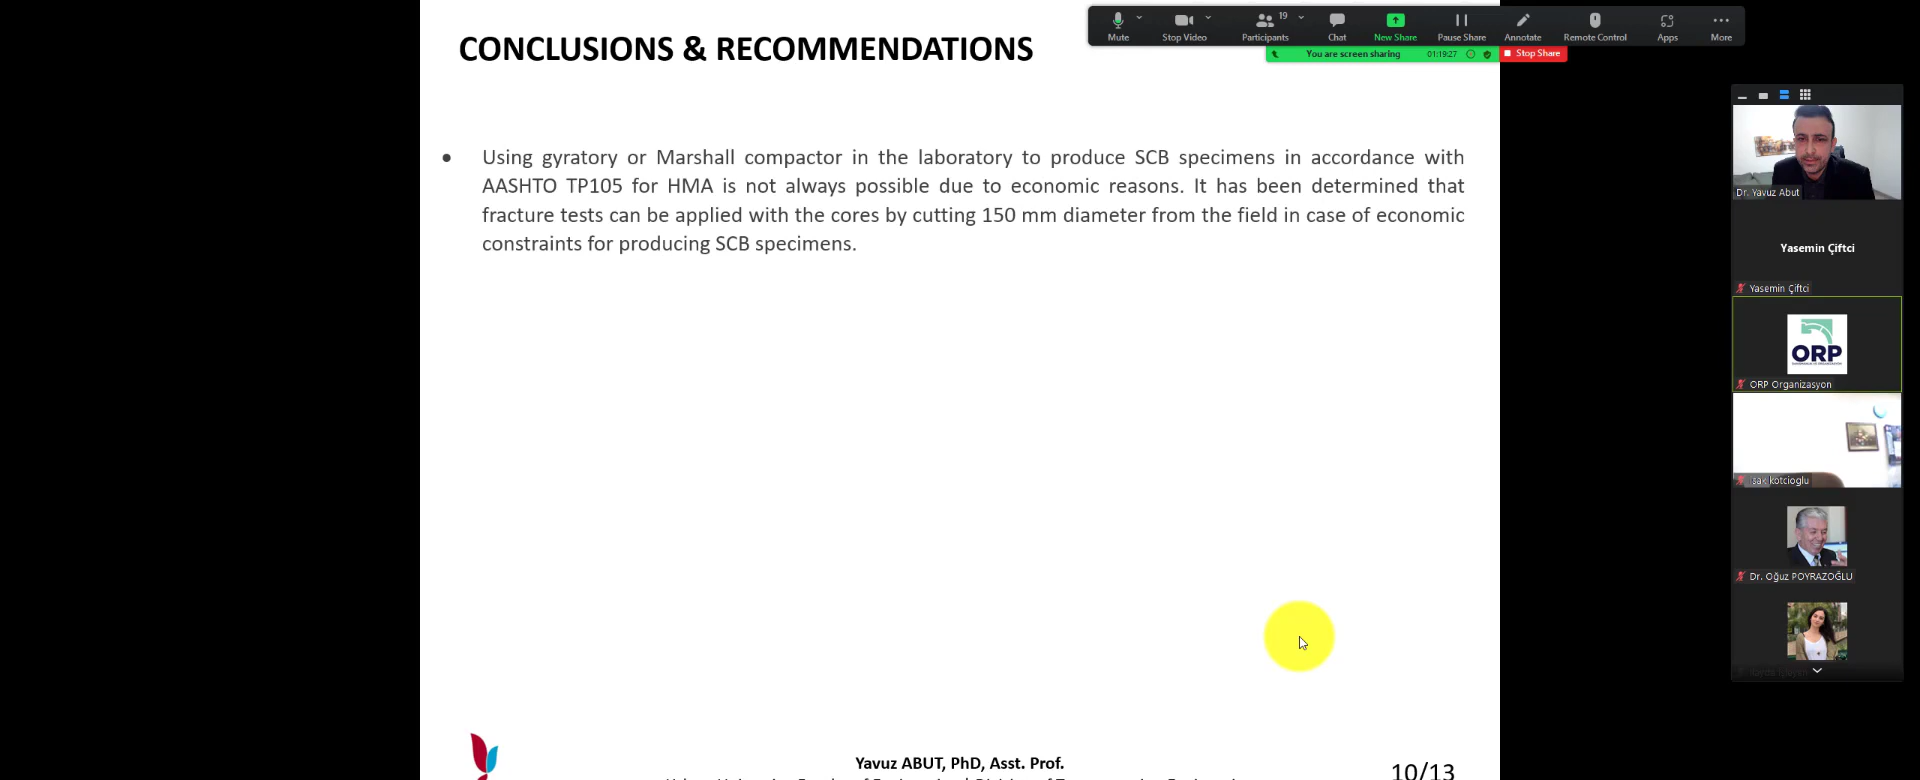 CONCLUSIONS & RECOMMENDATIONS
Mute
Stop Video
19
Participants
Chat
New Share
Pause Share
Annotate
Remote Control
Apps
More
You are screen sharing
01:19:27
Stop Share
• Using gyratory or Marshall compactor in the laboratory to produce SCB specimens in accordance with
AASHTO TP105 for HMA is not always possible due to economic reasons. It has been determined that
fracture tests can be applied with the cores by cutting 150 mm diameter from the field in case of economic
constraints for producing SCB specimens.
Yavuz ABUT, PhD, Asst. Prof.
10/13
Dr. Yavuz Abut
Yasemin Çiftci
Yasemin Çiftci
ORP
ORP Organizasyon
kotcioglu
Dr. Oğuz POYRAZOĞLU